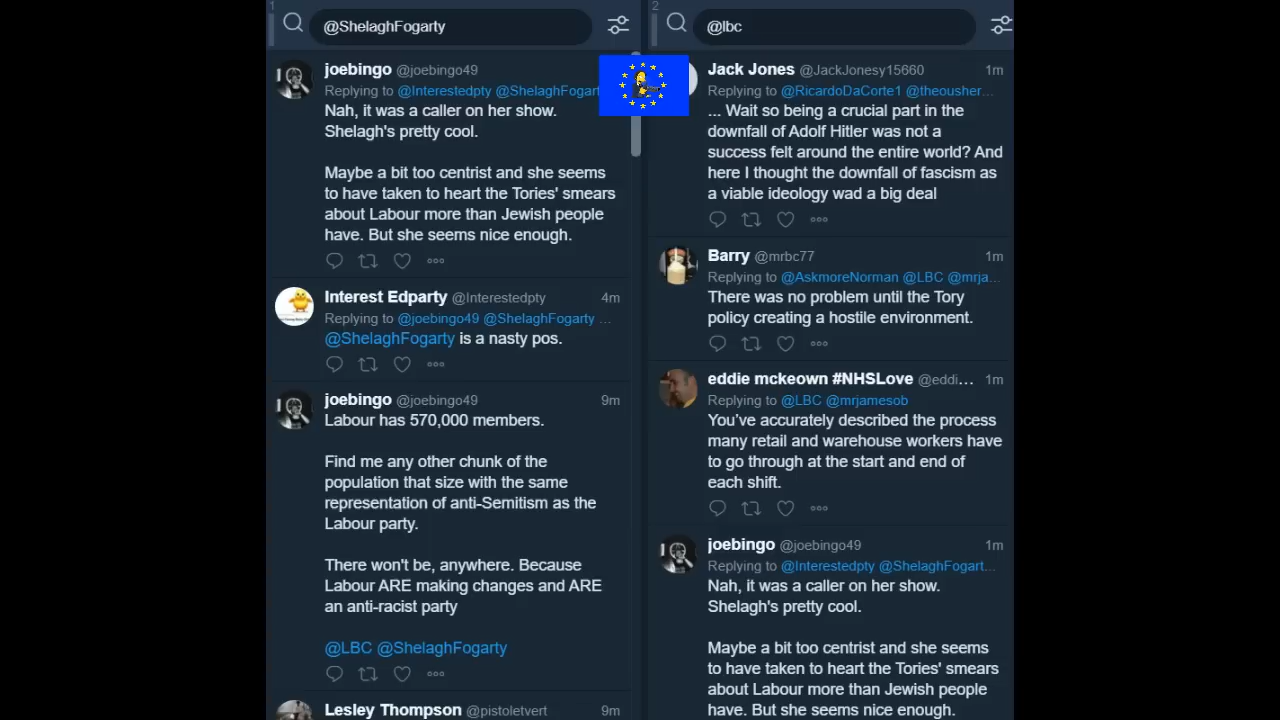 1
@ShelaghFogarty
joebingo @joebingo49
Replying to @Interestedpty @ShelaghFogart
Nah, it was a caller on her show.
Shelagh's pretty cool.
Maybe a bit too centrist and she seems
to have taken to heart the Tories' smears
about Labour more than Jewish people
have. But she seems nice enough.
Interest Edparty @Interestedpty 4m
Replying to @joebingo49 @ShelaghFogarty ...
@ShelaghFogarty is a nasty pos.
joebingo @joebingo49 9m
Labour has 570,000 members.
Find me any other chunk of the
population that size with the same
representation of anti-Semitism as the
Labour party.
There won't be, anywhere. Because
Labour ARE making changes and ARE
an anti-racist party
@LBC @ShelaghFogarty
Lesley Thompson @pistoletvert 9m
2
@lbc
Jack Jones @JackJonesy15660 1m
Replying to @RicardoDaCorte1 @theousher...
... Wait so being a crucial part in the
downfall of Adolf Hitler was not a
success felt around the entire world? And
here I thought the downfall of fascism as
a viable ideology wad a big deal
Barry @mrbc77 1m
Replying to @AskmoreNorman @LBC @mrja...
There was no problem until the Tory
policy creating a hostile environment.
eddie mckeown #NHSLove @eddi... 1m
Replying to @LBC @mrjamesob
You’ve accurately described the process
many retail and warehouse workers have
to go through at the start and end of
each shift.
joebingo @joebingo49 1m
Replying to @Interestedpty @ShelaghFogart...
Nah, it was a caller on her show.
Shelagh's pretty cool.
Maybe a bit too centrist and she seems
to have taken to heart the Tories' smears
about Labour more than Jewish people
have. But she seems nice enough.